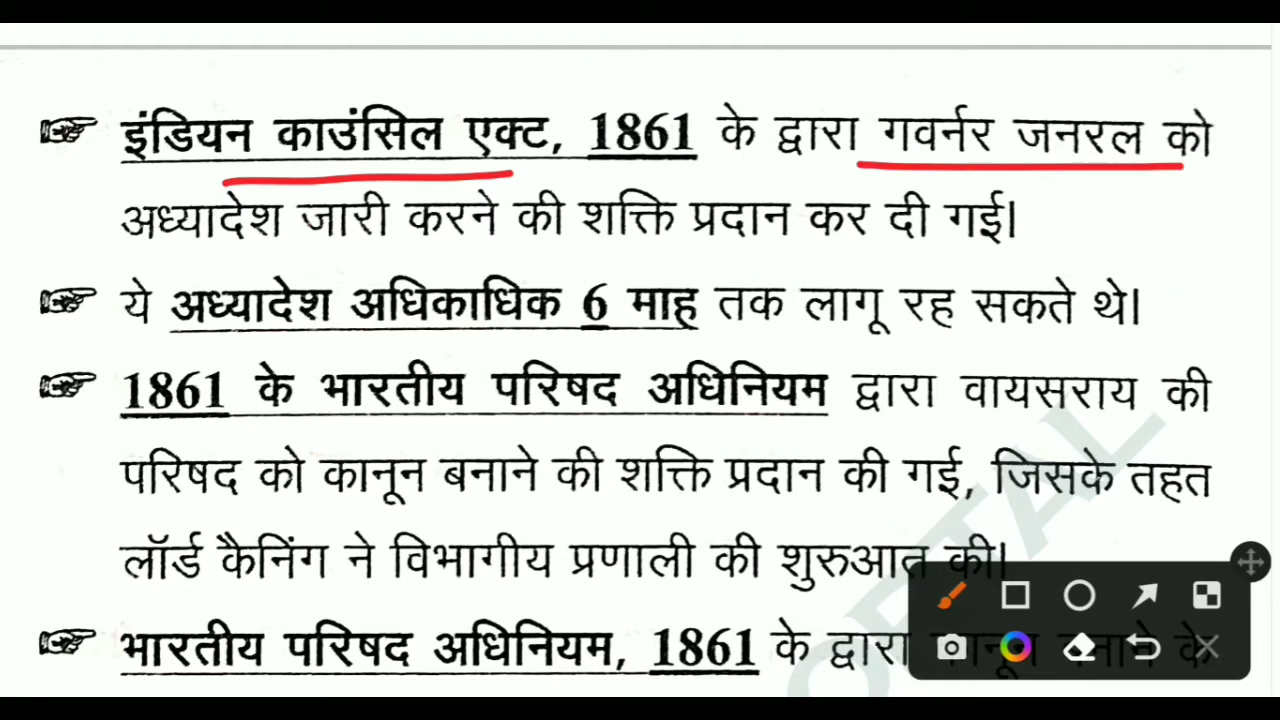 इंडियन काउंसिल एक्ट, 1861 के द्वारा गवर्नर जनरल को
अध्यादेश जारी करने की शक्ति प्रदान कर दी गई।
ये अध्यादेश अधिकाधिक 6 माह तक लागू रह सकते थे।
1861 के भारतीय परिषद अधिनियम द्वारा वायसराय की
परिषद को कानून बनाने की शक्ति प्रदान की गई, जिसके तहत
लॉर्ड कैनिंग ने विभागीय प्रणाली की शुरुआत की।
भारतीय परिषद अधिनियम, 1861 के द्वारा